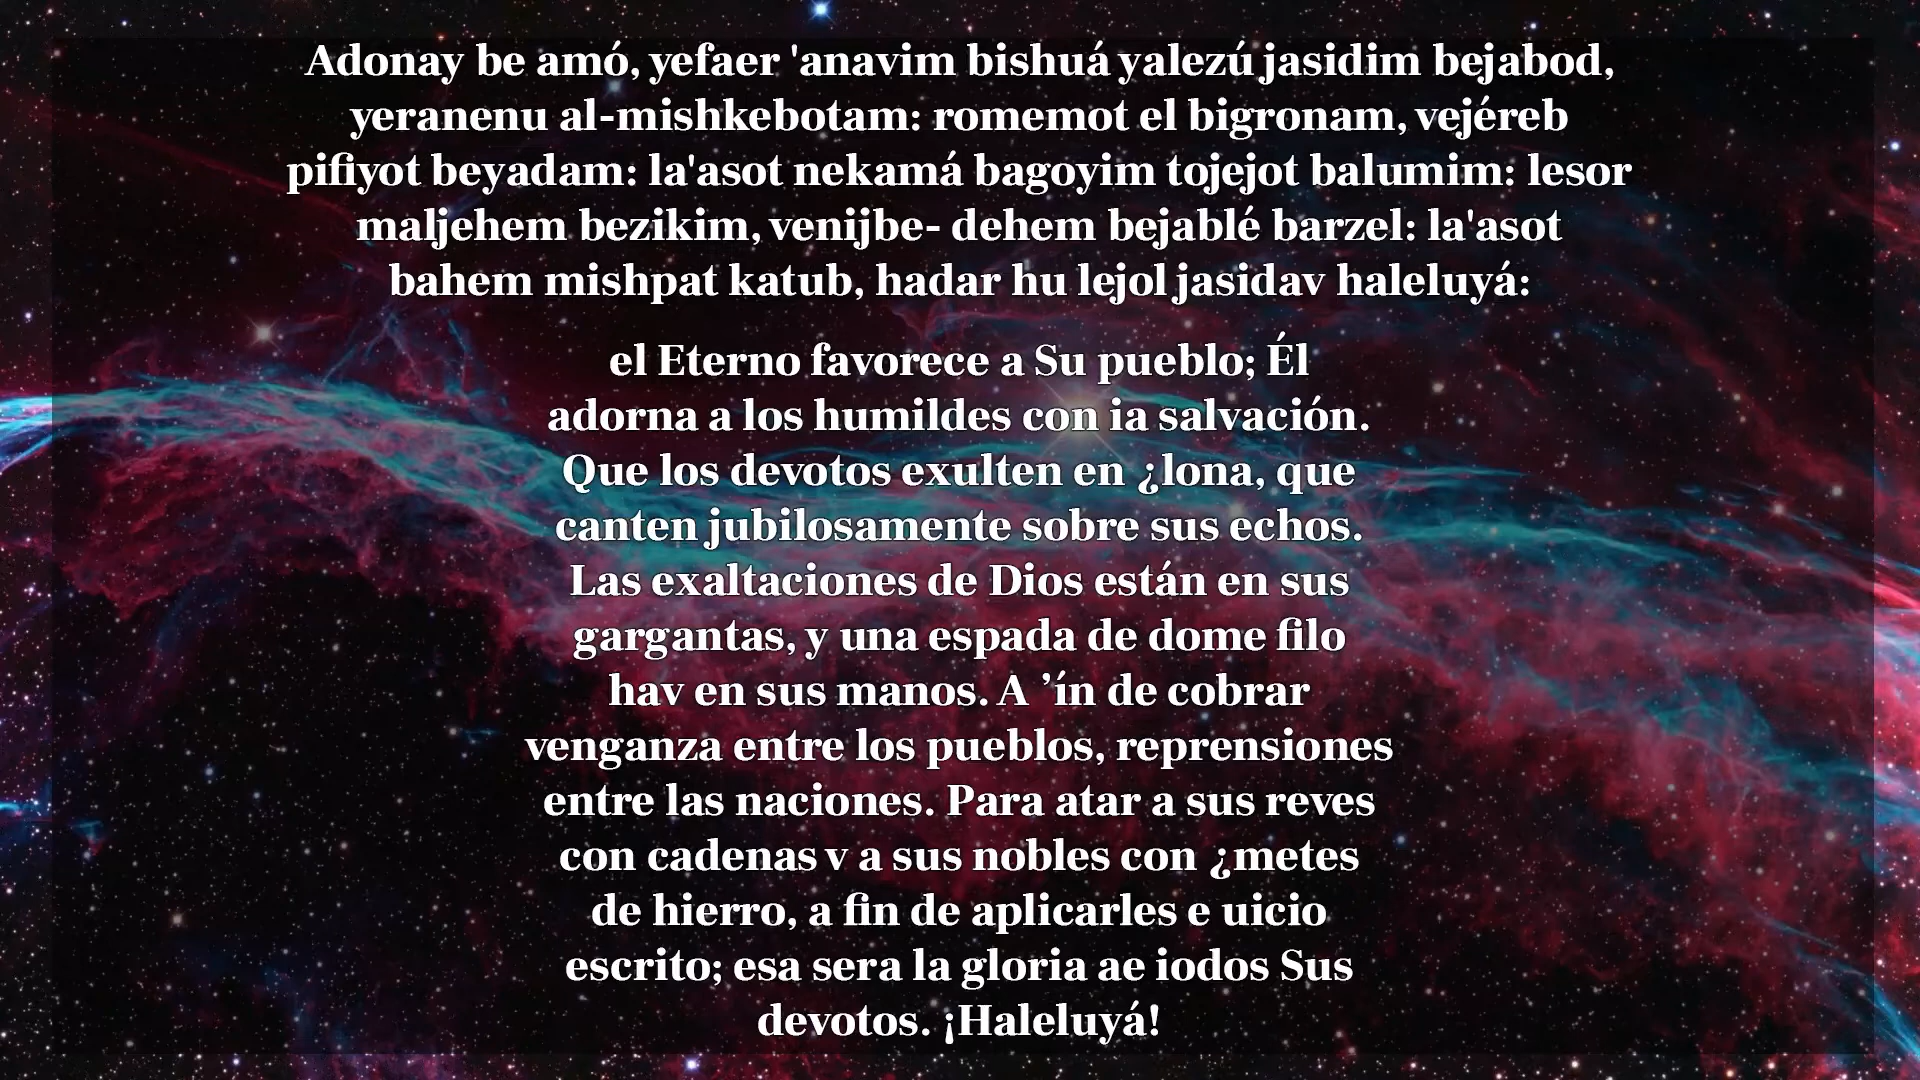 Adonay be amó, yefaer 'anavim bishuá yalezú jasidim bejabod,
yeranenu al-mishkebotam: romemot el bigronam, vejéreb
pifiyot beyadam: la'asot nekamá bagoyim tojejot balumim: lesor
maljehem bezikim, venijbe- dehem bejablé barzel: la'asot
bahem mishpat katub, hadar hu lejol jasidav haleluyá:
el Eterno favorece a Su pueblo; Él
adorna a los humildes con ia salvación.
Que los devotos exulten en ¿lona, que
canten jubilosamente sobre sus echos.
Las exaltaciones de Dios están en sus
gargantas, y una espada de dome filo
hav en sus manos. A ’ín de cobrar
venganza entre los pueblos, reprensiones
entre las naciones. Para atar a sus reves
con cadenas v a sus nobles con ¿metes
de hierro, a fin de aplicarles e uicio
escrito; esa sera la gloria ae iodos Sus
devotos. ¡Haleluyá!